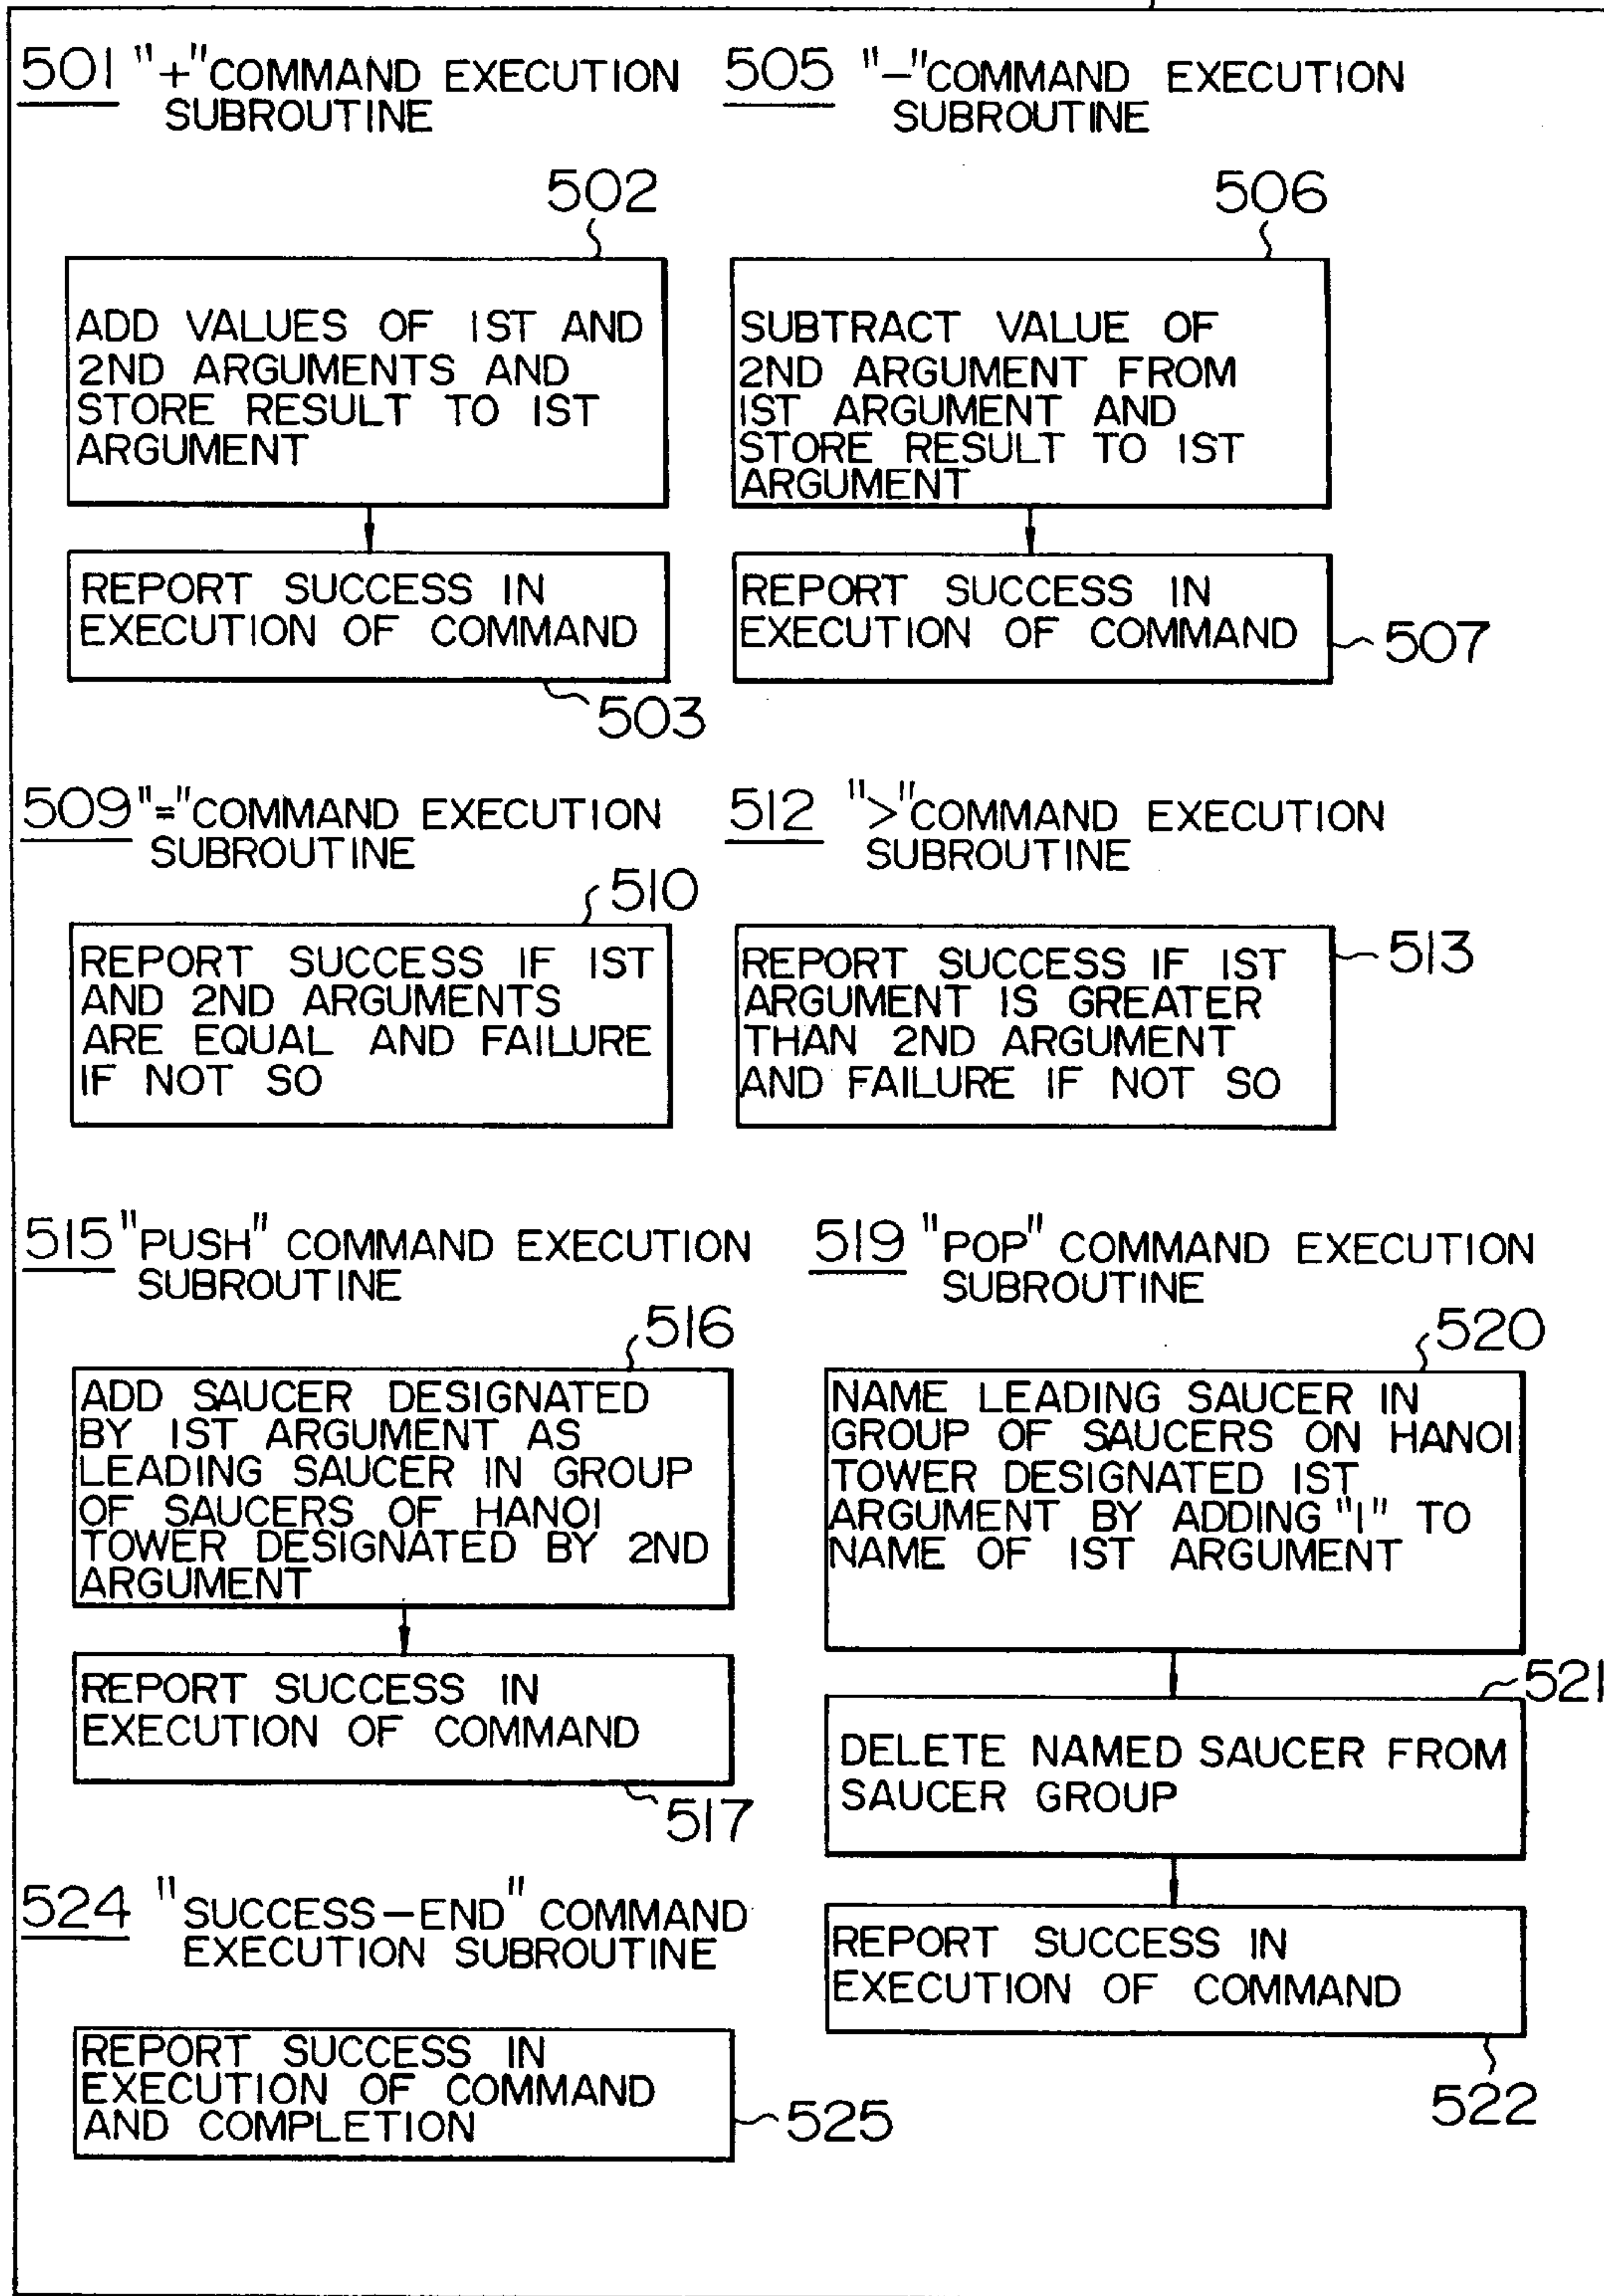 501 "+"COMMAND EXECUTION
SUBROUTINE
502
ADD VALUES OF 1ST AND
2ND ARGUMENTS AND
STORE RESULT TO 1ST
ARGUMENT
REPORT SUCCESS IN
EXECUTION OF COMMAND
503
505 "-"COMMAND EXECUTION
SUBROUTINE
506
SUBTRACT VALUE OF
2ND ARGUMENT FROM
1ST ARGUMENT AND
STORE RESULT TO 1ST
ARGUMENT
REPORT SUCCESS IN
EXECUTION OF COMMAND
507
509 "="COMMAND EXECUTION
SUBROUTINE
510
REPORT SUCCESS IF 1ST
AND 2ND ARGUMENTS
ARE EQUAL AND FAILURE
IF NOT SO
512 ">"COMMAND EXECUTION
SUBROUTINE
513
REPORT SUCCESS IF 1ST
ARGUMENT IS GREATER
THAN 2ND ARGUMENT
AND FAILURE IF NOT SO
515 "PUSH" COMMAND EXECUTION
SUBROUTINE
516
ADD SAUCER DESIGNATED
BY 1ST ARGUMENT AS
LEADING SAUCER IN GROUP
OF SAUCERS OF HANOI
TOWER DESIGNATED BY 2ND
ARGUMENT
REPORT SUCCESS IN
EXECUTION OF COMMAND
517
519 "POP" COMMAND EXECUTION
SUBROUTINE
520
NAME LEADING SAUCER IN
GROUP OF SAUCERS ON HANOI
TOWER DESIGNATED 1ST
ARGUMENT BY ADDING "1" TO
NAME OF 1ST ARGUMENT
521
DELETE NAMED SAUCER FROM
SAUCER GROUP
REPORT SUCCESS IN
EXECUTION OF COMMAND
522
524 "SUCCESS-END" COMMAND
EXECUTION SUBROUTINE
REPORT SUCCESS IN
EXECUTION OF COMMAND
AND COMPLETION
525